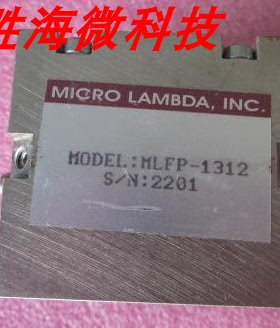 胜海微科技
MICRO LAMBDA, INC.
MODEL:MLFP-1312
S/N:2201